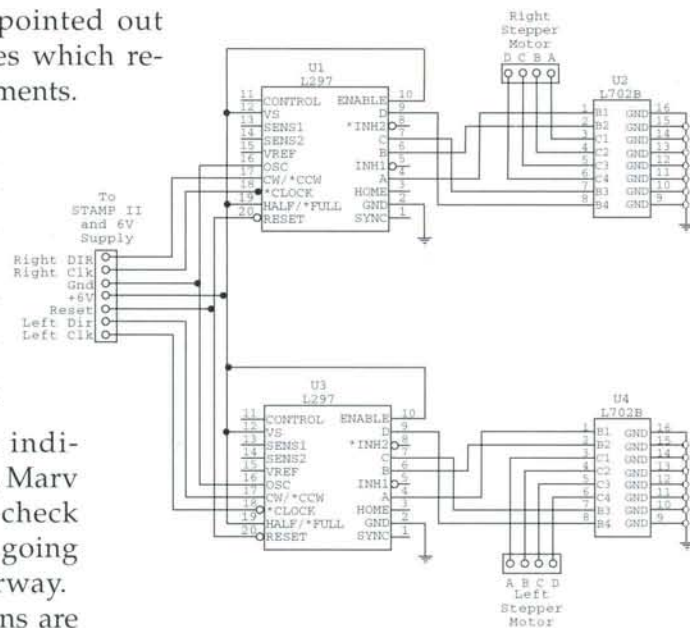 pointed out
es which re-
ments.
indi-
Marv
check
going
rway.
ns are
To
STAMP II
and 6V
Supply
Right DIR
Right Clk
Gnd
+6V
Reset
Left Dir
Left Clk
U1
L297
11 CONTROL ENABLE 10
12 VS D 9
13 SENS1 *INH2 8
14 SENS2 C 7
15 VREF B 6
16 OSC INH1 5
17 CW/*CCW A 4
18 *CLOCK HOME 3
19 HALF/*FULL GND 2
20 RESET SYNC 1
Right
Stepper
Motor
D C B A
U2
L702B
1 B1 GND 16
2 B2 GND 15
3 C1 GND 14
4 C2 GND 13
5 C3 GND 12
6 C4 GND 11
7 B3 GND 10
8 B4 GND 9
U3
L297
11 CONTROL ENABLE 10
12 VS D 9
13 SENS1 *INH2 8
14 SENS2 C 7
15 VREF B 6
16 OSC INH1 5
17 CW/*CCW A 4
18 *CLOCK HOME 3
19 HALF/*FULL GND 2
20 RESET SYNC 1
U4
L702B
1 B1 GND 16
2 B2 GND 15
3 C1 GND 14
4 C2 GND 13
5 C3 GND 12
6 C4 GND 11
7 B3 GND 10
8 B4 GND 9
A B C D
Left
Stepper
Motor